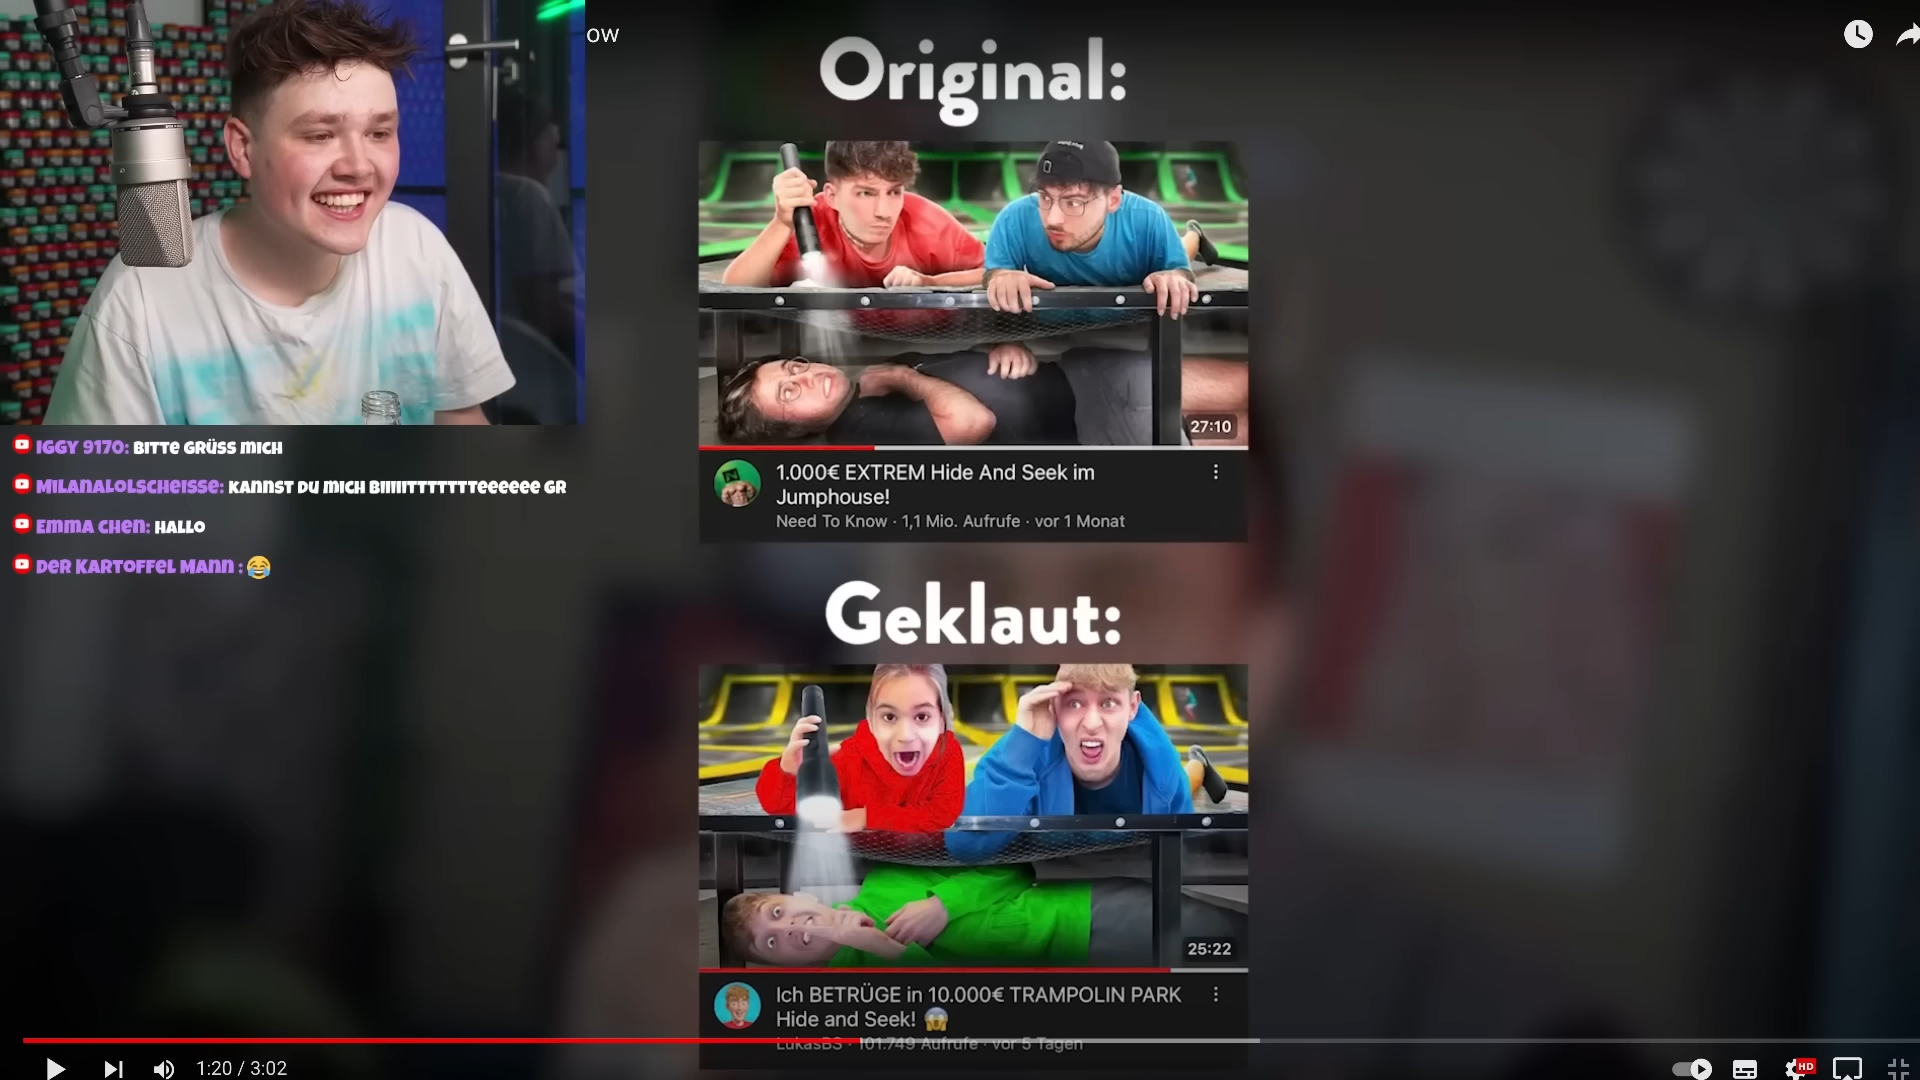 OW
Original:
27:10
1.000€ EXTREM Hide And Seek im
Jumphouse!
Need To Know · 1,1 Mio. Aufrufe · vor 1 Monat
IGGY 9170: BITTE GRÜSS MICH
MILANALOLSCHEISSE: KANNST DU MICH BIIIITTTTTTTeeeeee GR
Emma Chen: HALLO
Der Kartoffel Mann : 😂
Geklaut:
25:22
Ich BETRÜGE in 10.000€ TRAMPOLIN PARK
Hide and Seek! 😱
LukasBS · 101.749 Aufrufe · vor 5 Tagen
1:20 / 3:02
HD